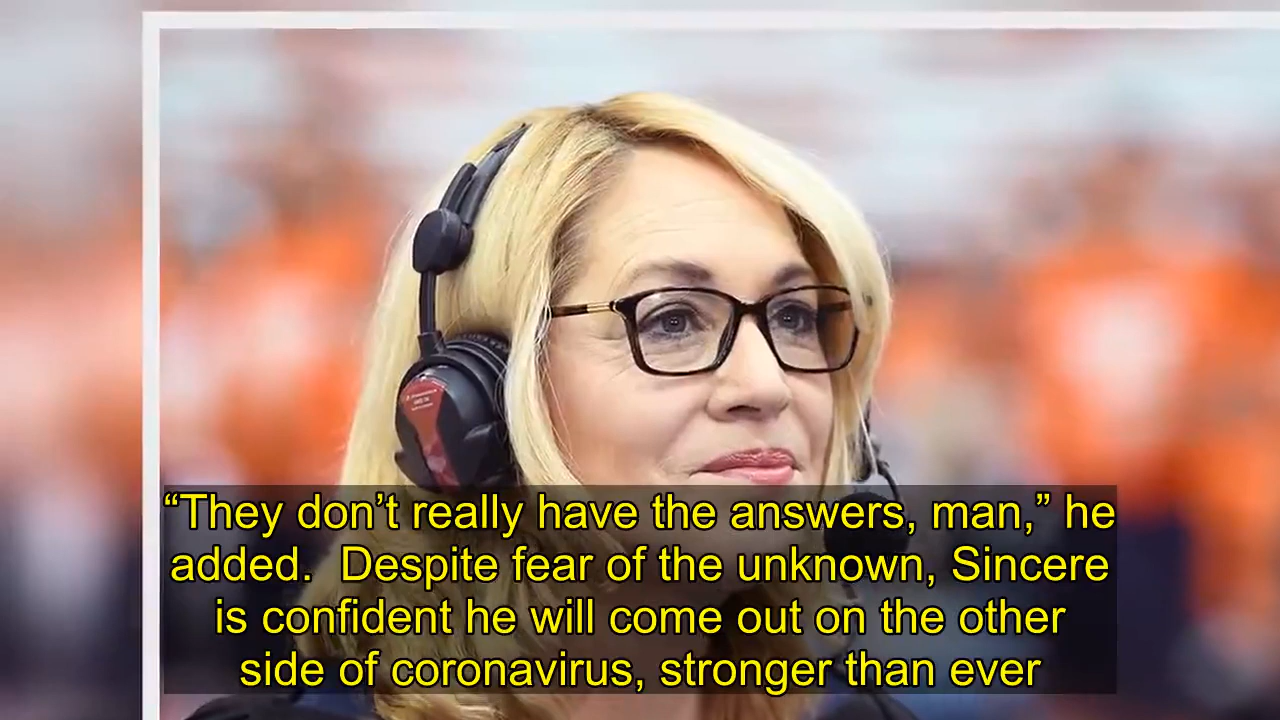 “They don’t really have the answers, man,” he
added.  Despite fear of the unknown, Sincere
is confident he will come out on the other
side of coronavirus, stronger than ever